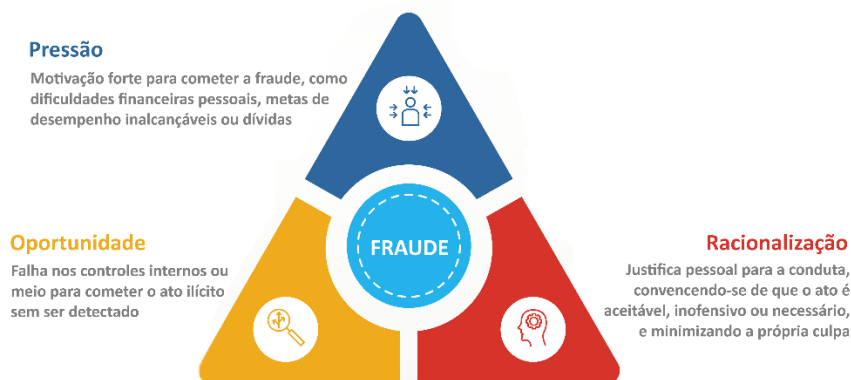 Pressão
Motivação forte para cometer a fraude, como
dificuldades financeiras pessoais, metas de
desempenho inalcançáveis ou dívidas
FRAUDE
Oportunidade
Falha nos controles internos ou
meio para cometer o ato ilícito
sem ser detectado
Racionalização
Justifica pessoal para a conduta,
convencendo-se de que o ato é
aceitável, inofensivo ou necessário,
e minimizando a própria culpa